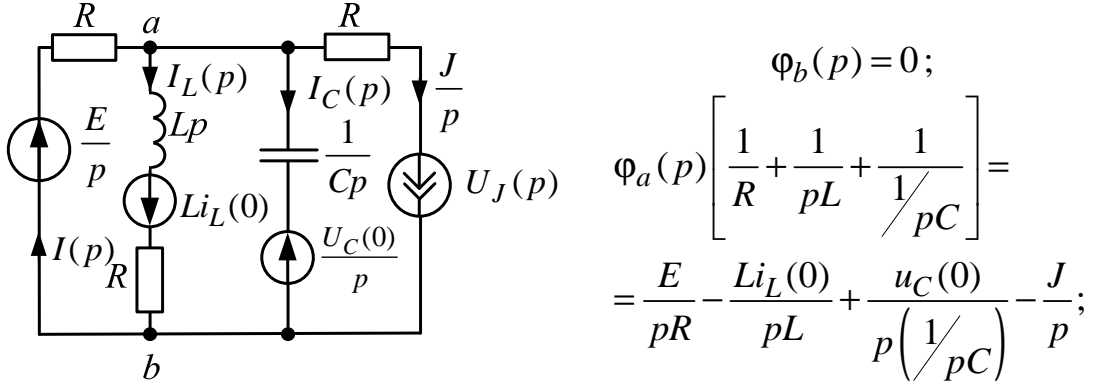 R a R
I_L(p) I_C(p) J/p
E/p Lp 1/Cp
Li_L(0) U_J(p)
I(p) R U_C(0)/p
b
φ_b(p) = 0;
φ_a(p)[1/R + 1/pL + 1/(1/pC)] =
= E/pR − Li_L(0)/pL + u_C(0)/p(1/pC) − J/p;